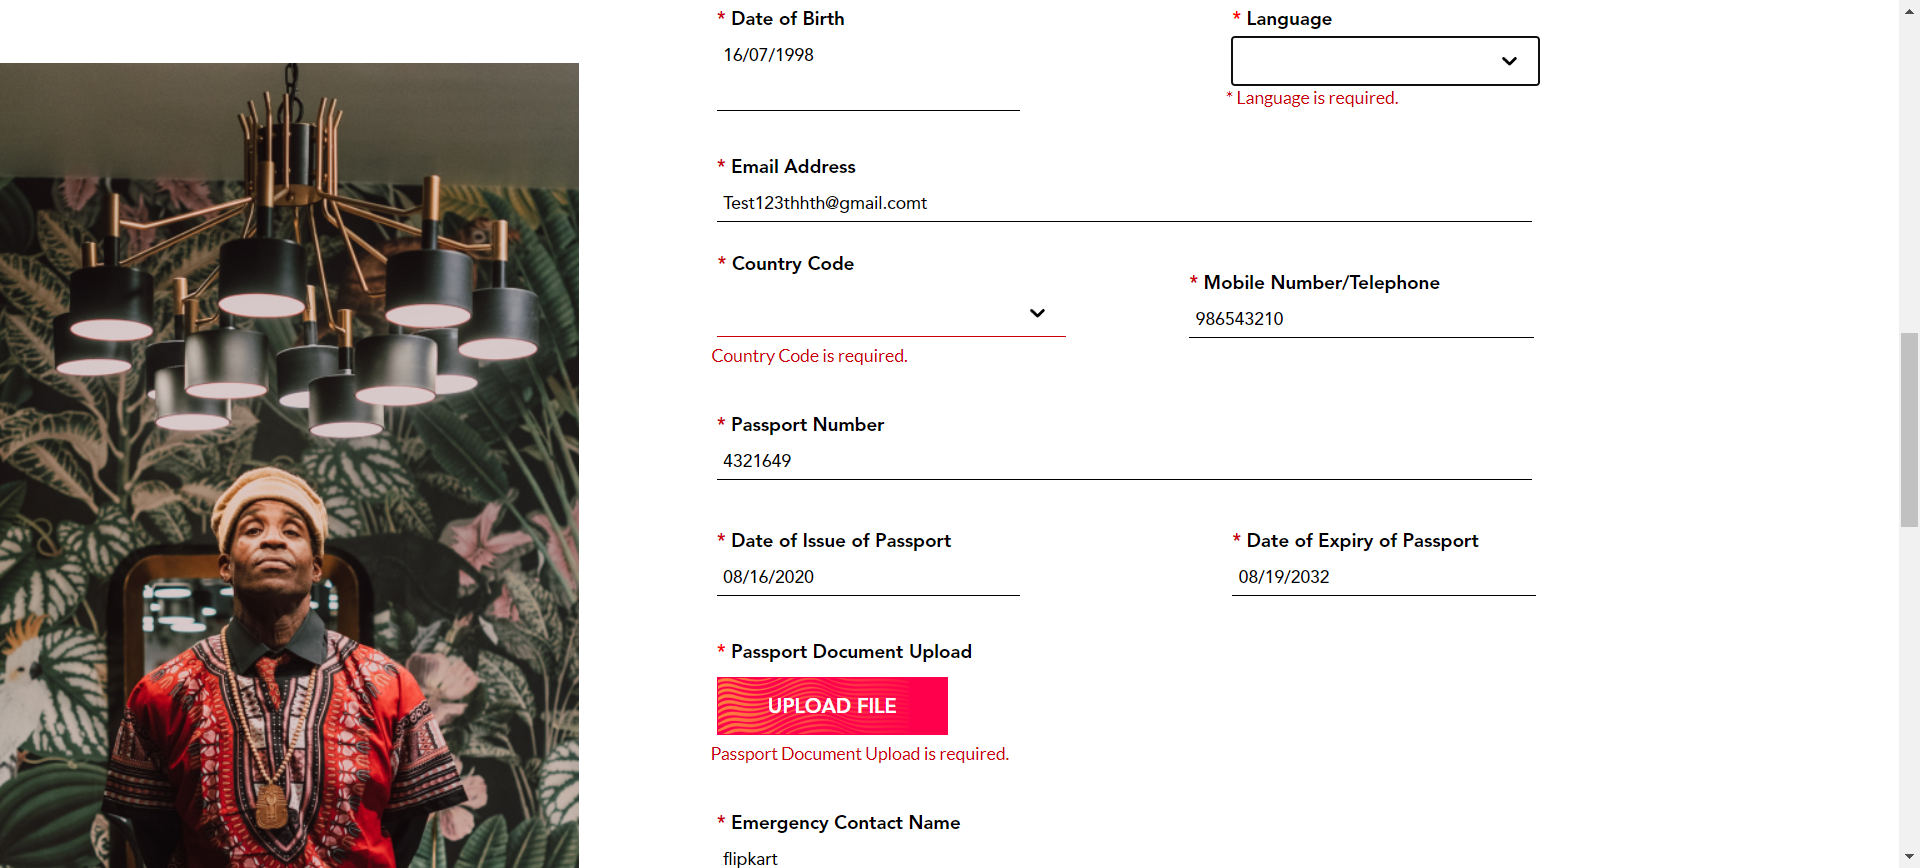 * Date of Birth
16/07/1998
* Language
* Language is required.
* Email Address
Test123thhth@gmail.comt
* Country Code
Country Code is required.
* Mobile Number/Telephone
986543210
* Passport Number
4321649
* Date of Issue of Passport
08/16/2020
* Date of Expiry of Passport
08/19/2032
* Passport Document Upload
UPLOAD FILE
Passport Document Upload is required.
* Emergency Contact Name
flipkart